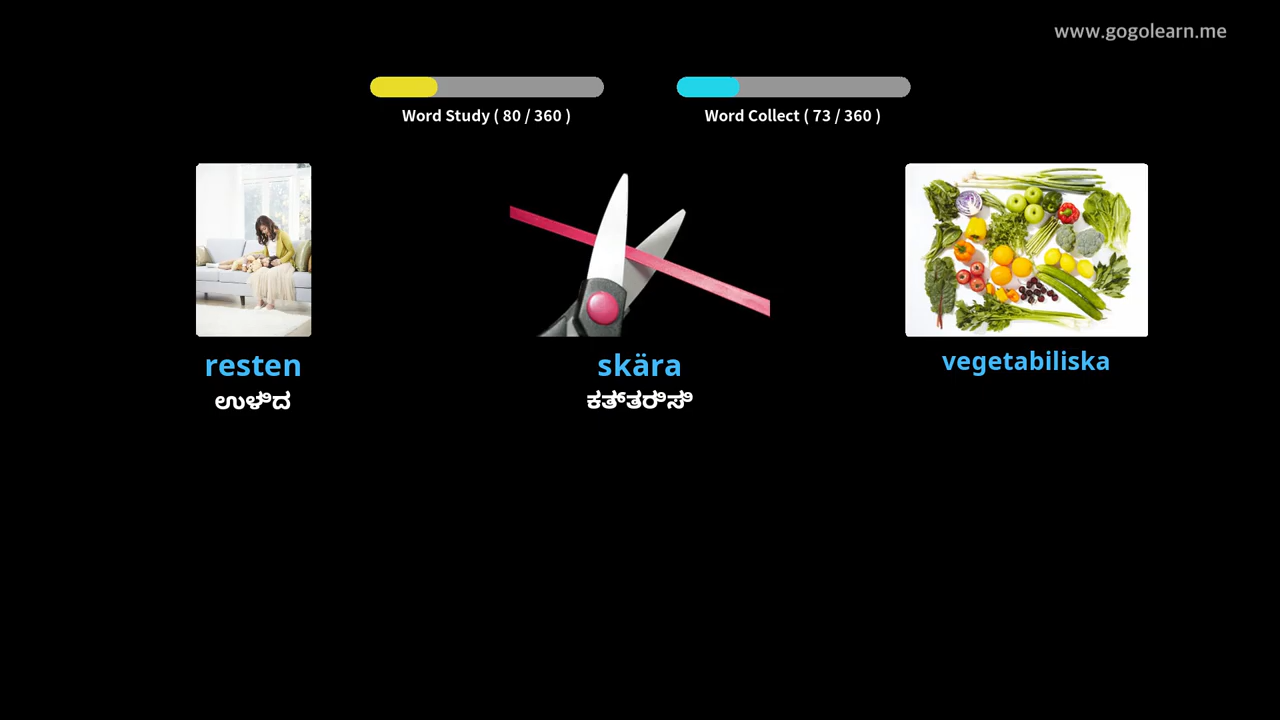 www.gogolearn.me
Word Study ( 80 / 360 )
Word Collect ( 73 / 360 )
resten
ಉಳಿದ
skära
ಕತ್ತರಿಸಿ
vegetabiliska